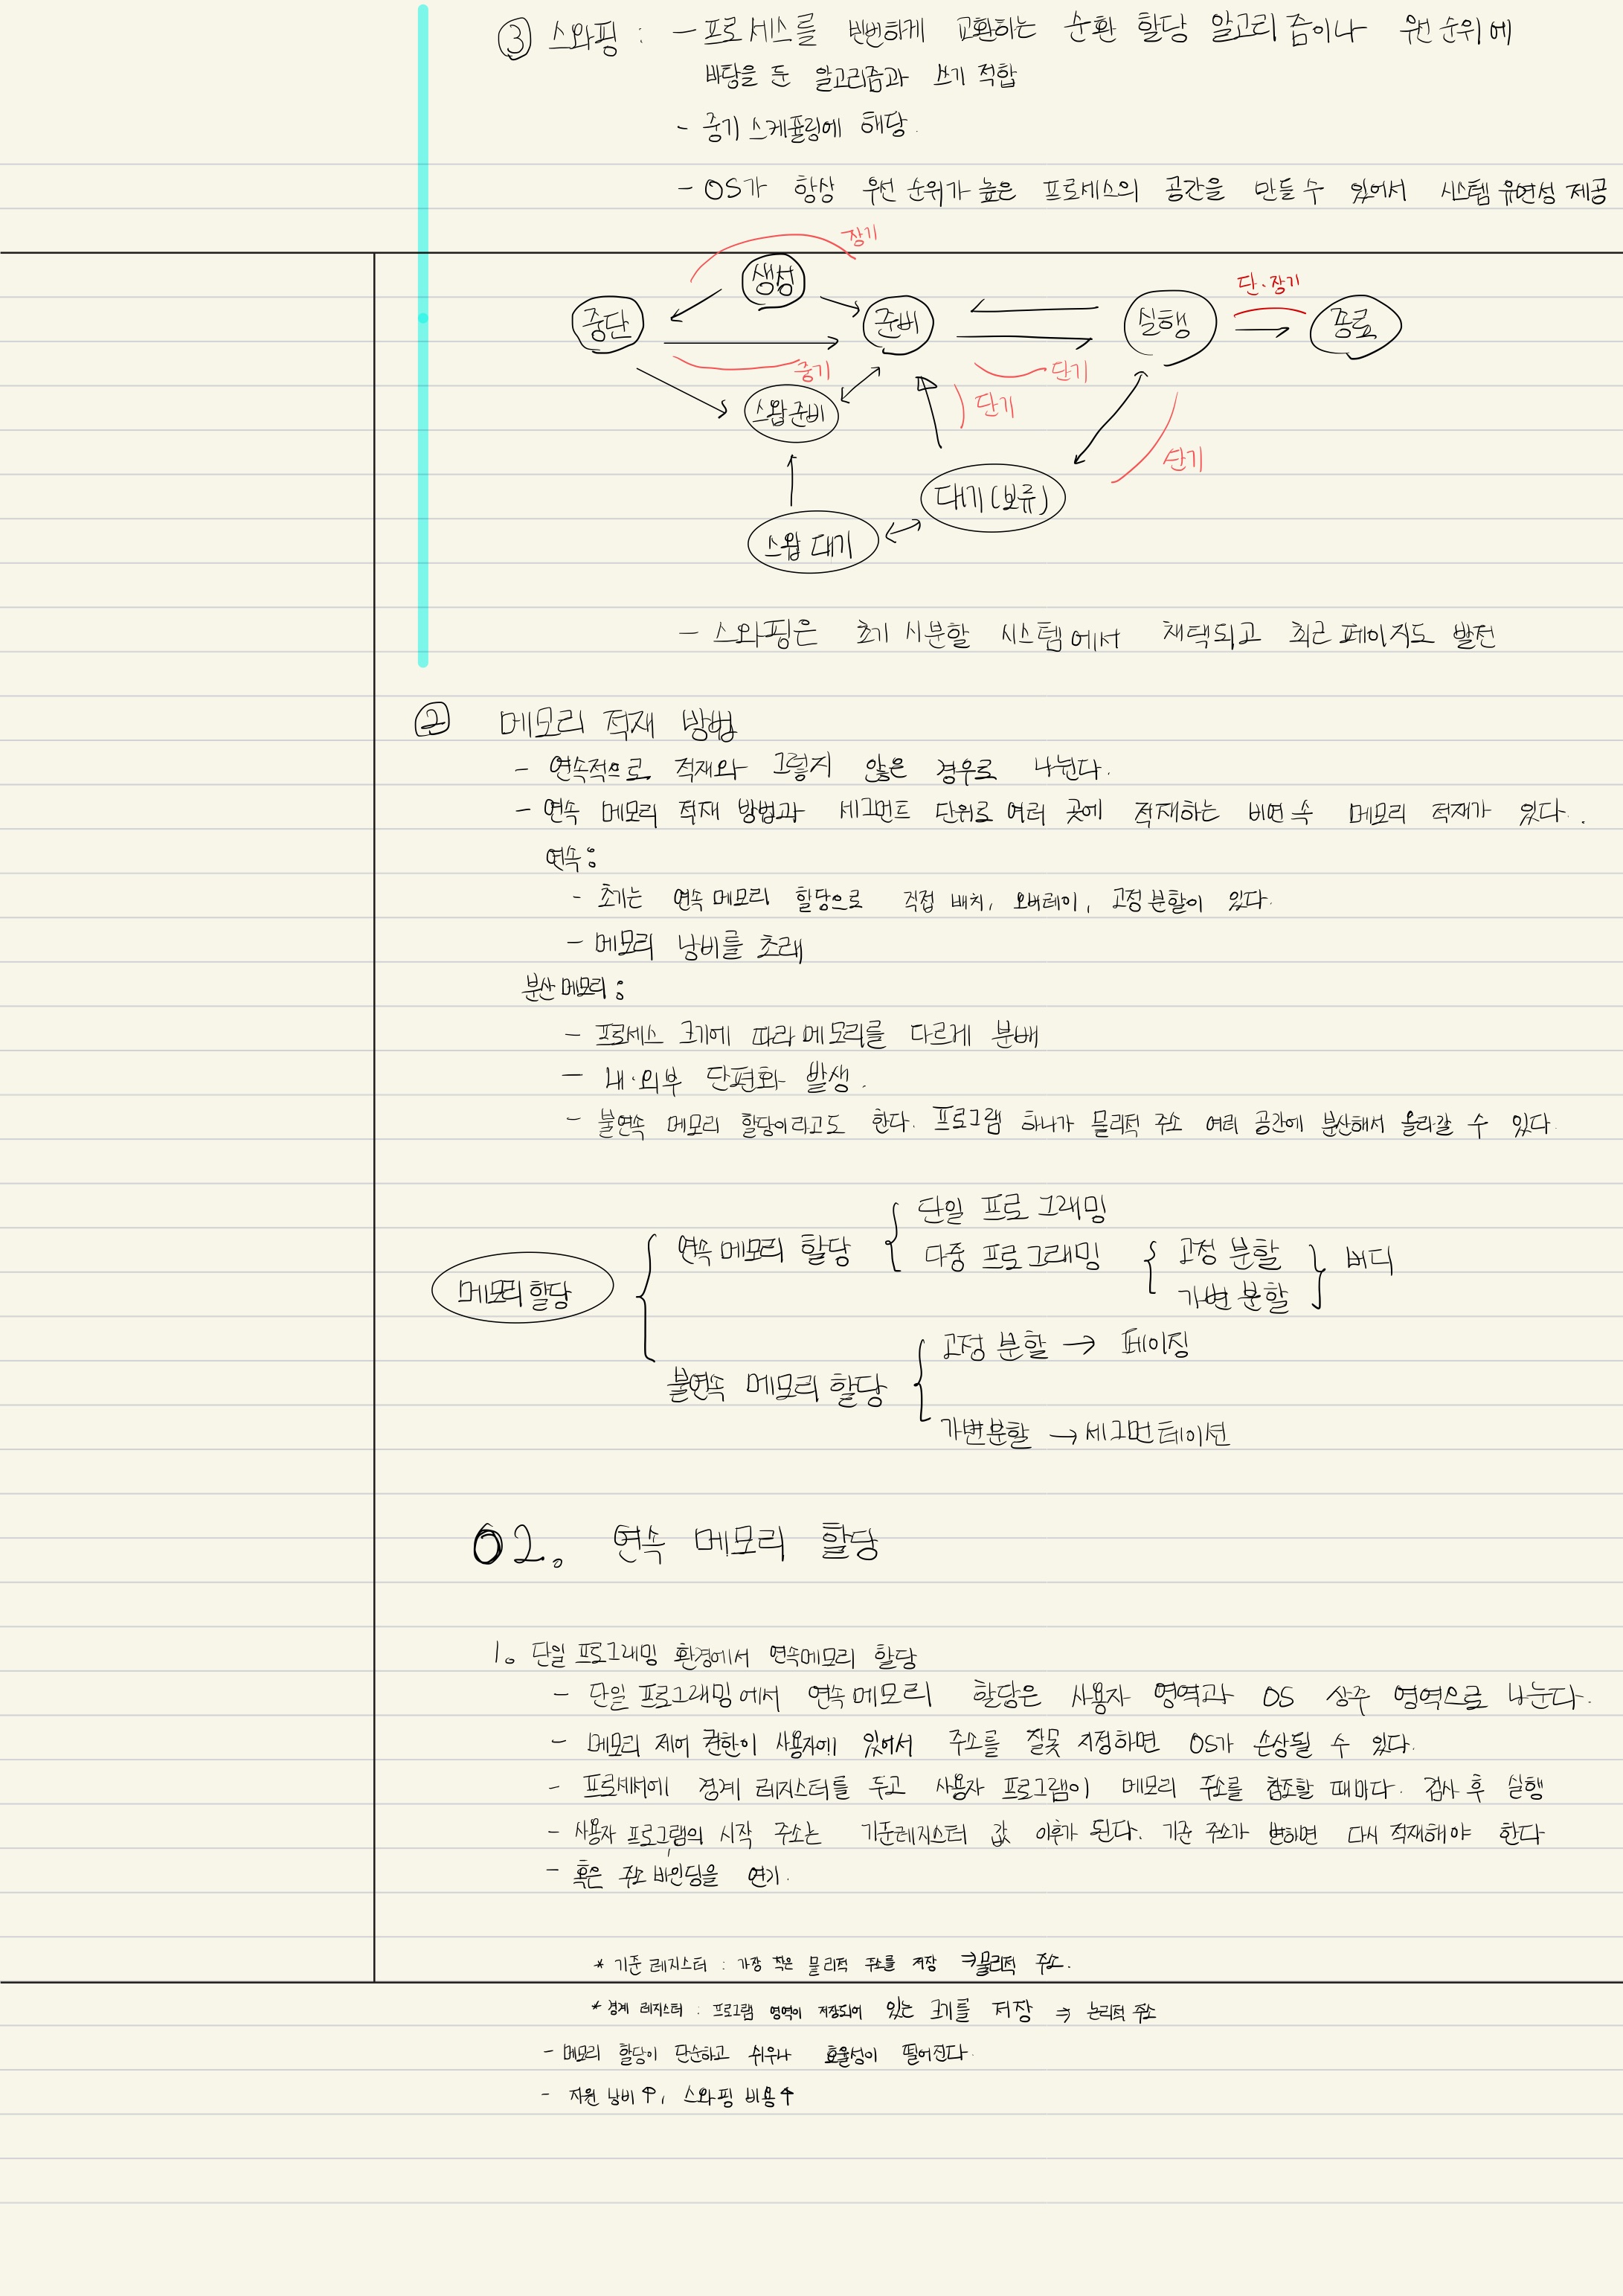 ③ 스와핑 : - 프로세스를 빈번하게 교환하는 순환 할당 알고리즘이나 우선순위에
바탕을 둔 알고리즘과 쓰기 적합
- 중기 스케쥴링에 해당.
- OS가 항상 우선 순위가 높은 프로세스의 공간을 만들 수 있어서 시스템 유연성 제공
장기
생성
단·장기
중단 준비 실행 종료
중기 단기
스왑준비 단기
단기
대기(보류)
스왑 대기
- 스와핑은 초기 시분할 시스템에서 채택되고 최근 페이지도 발전
② 메모리 적재 방법
- 연속적으로 적재와 그렇지 않은 경우로 나뉜다.
- 연속 메모리 적재 방법과 세그먼트 단위로 여러 곳에 적재하는 비연속 메모리 적재가 있다.
연속:
- 초기는 연속 메모리 할당으로 직접 배치, 오버레이, 고정 분할이 있다.
- 메모리 낭비를 초래
분산 메모리:
- 프로세스 크기에 따라 메모리를 다르게 분배
- 내·외부 단편화 발생.
- 불연속 메모리 할당이라고도 한다. 프로그램 하나가 물리적 주소 여러 공간에 분산해서 올라갈 수 있다.
단일 프로그래밍
연속 메모리 할당 다중 프로그래밍 고정 분할 버디
메모리 할당 가변 분할
고정 분할 → 페이징
불연속 메모리 할당
가변분할 → 세그먼테이션
02. 연속 메모리 할당
1. 단일 프로그래밍 환경에서 연속메모리 할당
- 단일 프로그래밍에서 연속 메모리 할당은 사용자 영역과 OS 상주 영역으로 나눈다.
- 메모리 제어 권한이 사용자에 있어서 주소를 잘못 지정하면 OS가 손상될 수 있다.
- 프로세서에 경계 레지스터를 두고 사용자 프로그램이 메모리 주소를 참조할 때마다. 검사 후 실행
- 사용자 프로그램의 시작 주소는 기준레지스터 값 이후가 된다. 기준 주소가 변하면 다시 적재해야 한다
- 혹은 주소 바인딩을 연기.
* 기준 레지스터 : 가장 작은 물리적 주소를 저장 ⇒ 물리적 주소.
* 경계 레지스터 : 프로그램 영역이 저장되어 있는 크기를 저장 ⇒ 논리적 주소
- 메모리 할당이 단순하고 쉬우나 효율성이 떨어진다.
- 자원 낭비↑, 스와핑 비용↑